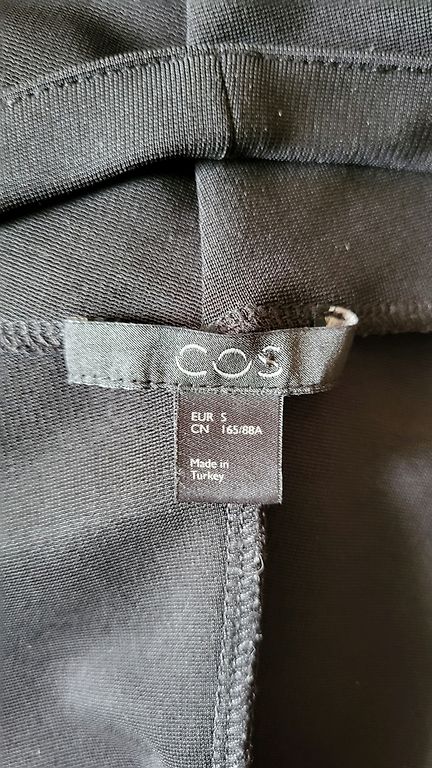 COS
EUR S
CN 165/88A
Made in
Turkey